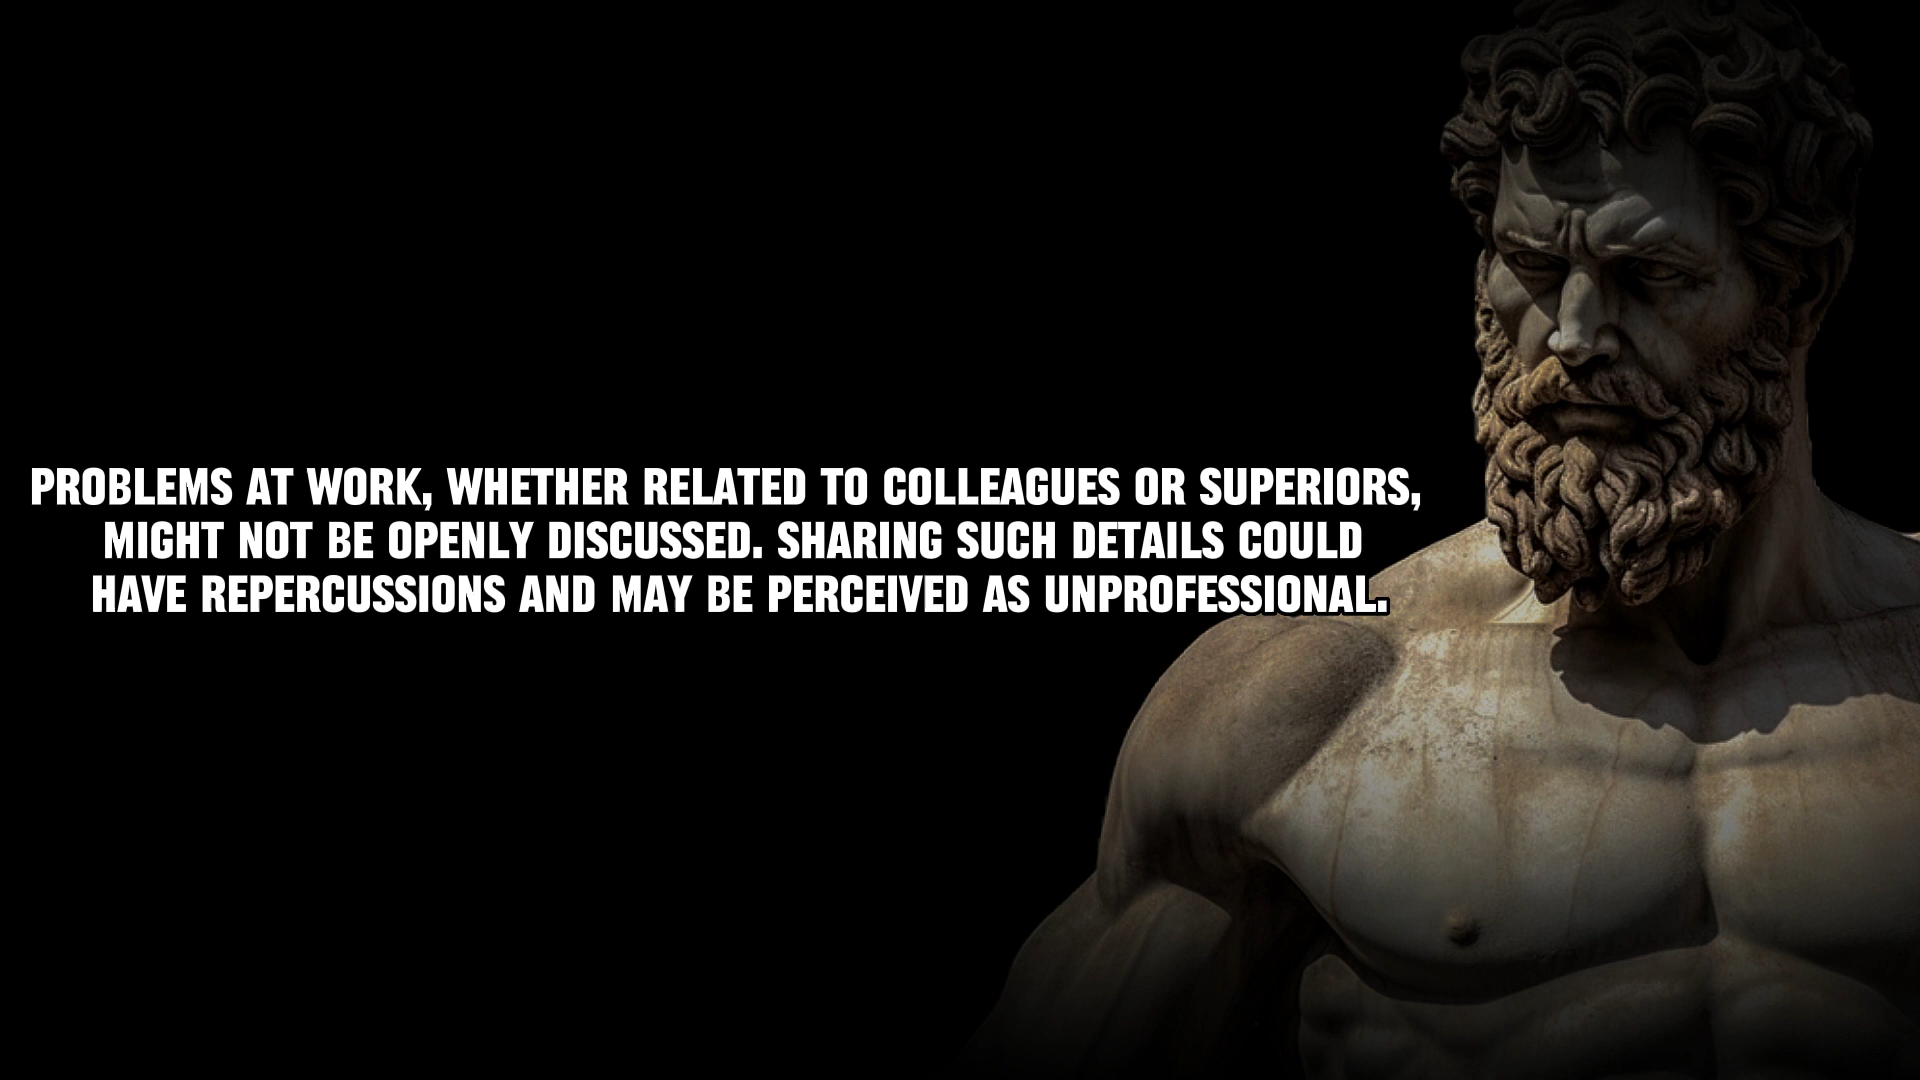 PROBLEMS AT WORK, WHETHER RELATED TO COLLEAGUES OR SUPERIORS,
MIGHT NOT BE OPENLY DISCUSSED. SHARING SUCH DETAILS COULD
HAVE REPERCUSSIONS AND MAY BE PERCEIVED AS UNPROFESSIONAL.